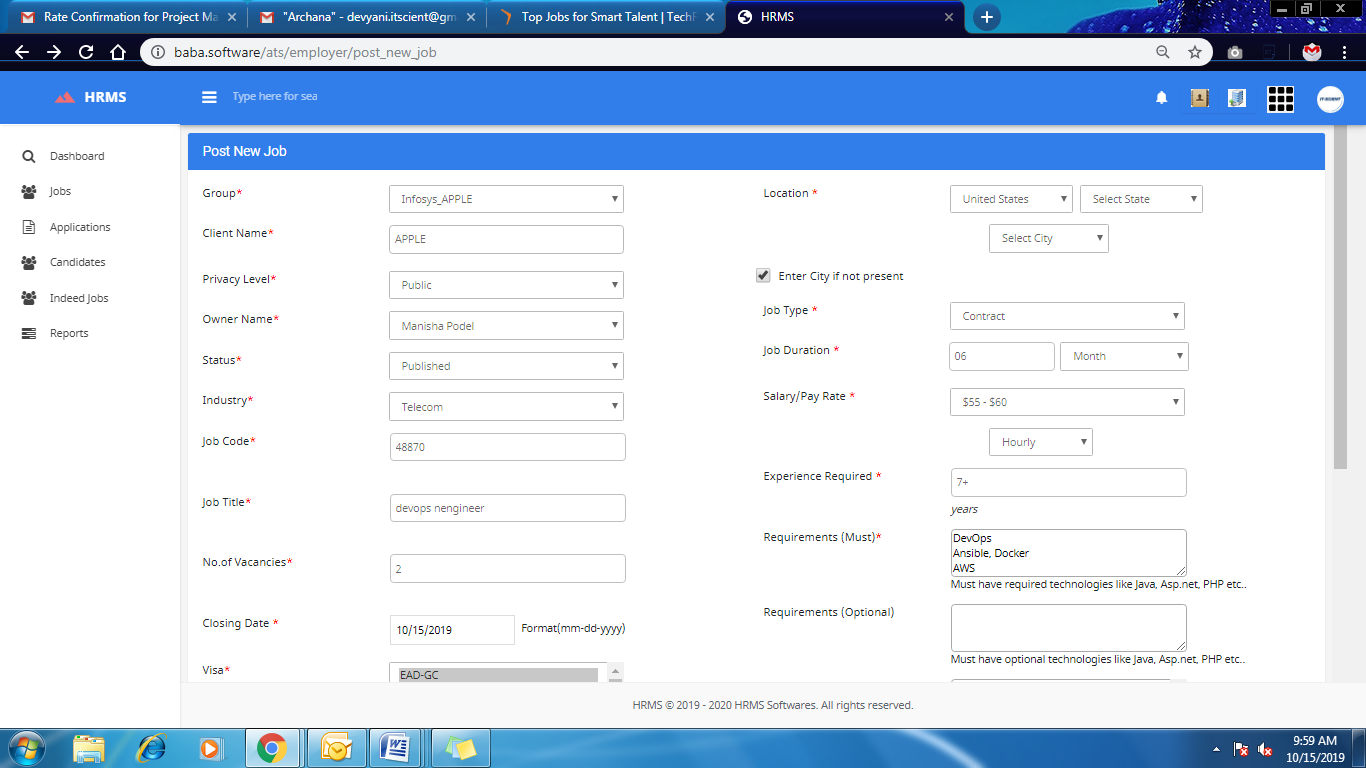 Rate Confirmation for Project Ma
"Archana" - devyani.itscient@gm
Top Jobs for Smart Talent | TechF
HRMS
baba.software/ats/employer/post_new_job
HRMS
Type here for sea
Dashboard
Jobs
Applications
Candidates
Indeed Jobs
Reports
Post New Job
Group*
Infosys_APPLE
Client Name*
APPLE
Privacy Level*
Public
Owner Name*
Manisha Podel
Status*
Published
Industry*
Telecom
Job Code*
48870
Job Title*
devops nengineer
No.of Vacancies*
2
Closing Date *
10/15/2019
Format(mm-dd-yyyy)
Visa*
EAD-GC
Location *
United States
Select State
Select City
Enter City if not present
Job Type *
Contract
Job Duration *
06
Month
Salary/Pay Rate *
$55 - $60
Hourly
Experience Required *
7+
years
Requirements (Must)*
DevOps
Ansible, Docker
AWS
Must have required technologies like Java, Asp.net, PHP etc..
Requirements (Optional)
Must have optional technologies like Java, Asp.net, PHP etc..
HRMS © 2019 - 2020 HRMS Softwares. All rights reserved.
9:59 AM
10/15/2019